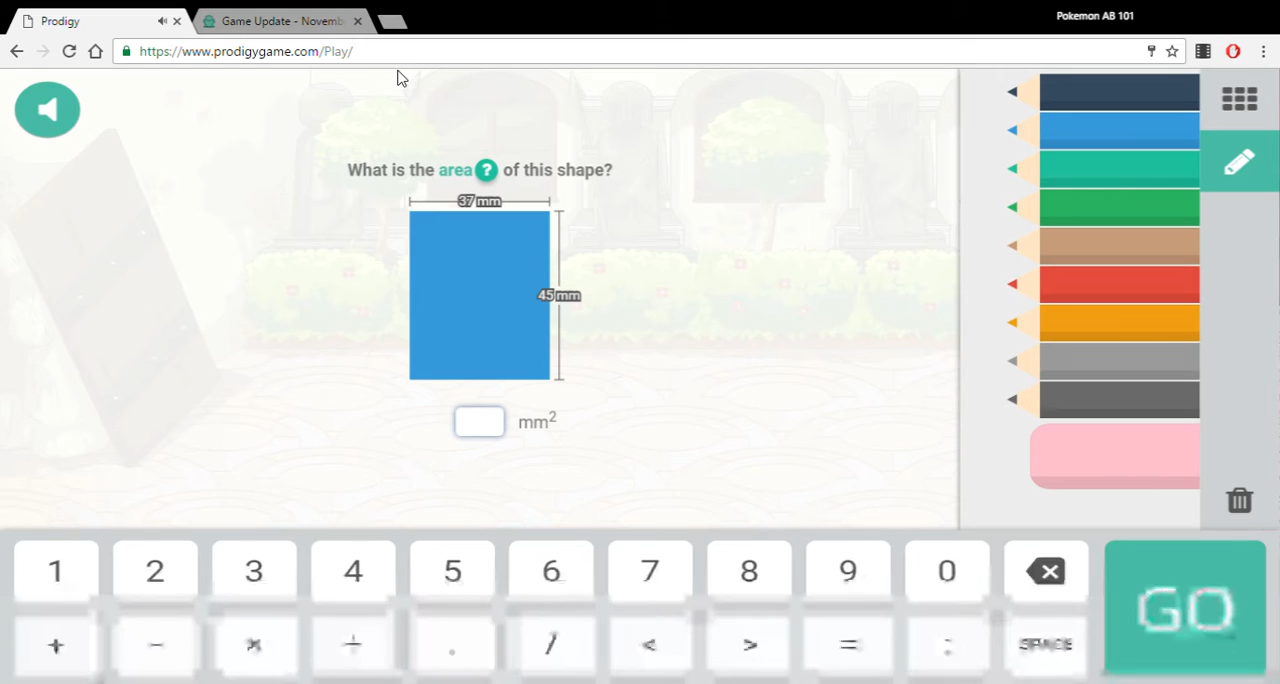 Prodigy
Game Update - Novemb
Pokemon AB 101
https://www.prodigygame.com/Play/
What is the area ? of this shape?
37 mm
45 mm
mm²
1 2 3 4 5 6 7 8 9 0
+ - × ÷ . / < > = : SPACE
GO